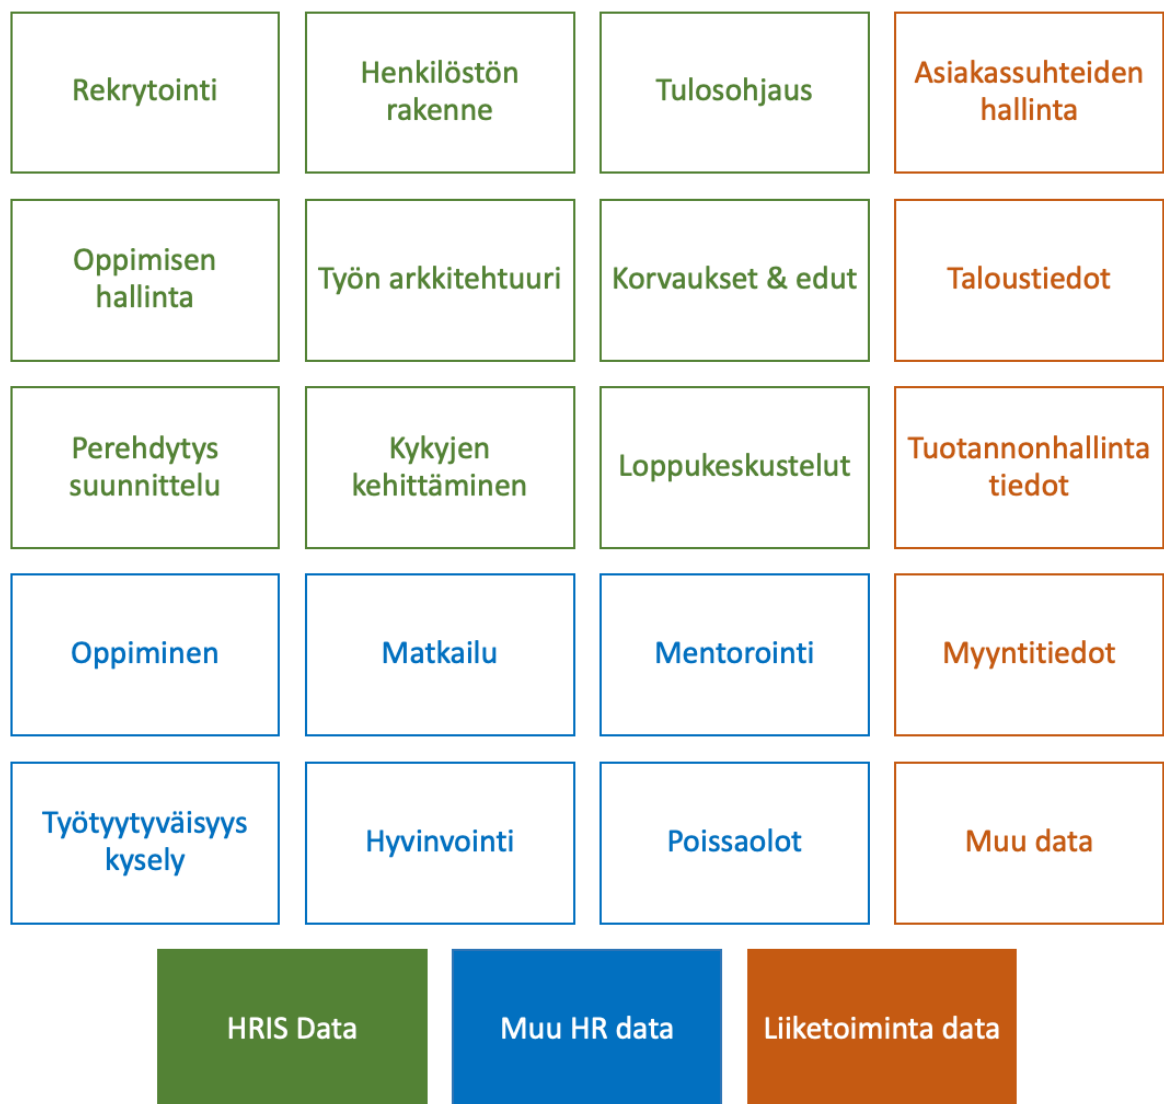 Rekrytointi
Henkilöstön
rakenne
Tulosohjaus
Asiakassuhteiden
hallinta
Oppimisen
hallinta
Työn arkkitehtuuri
Korvaukset & edut
Taloustiedot
Perehdytys
suunnittelu
Kykyjen
kehittäminen
Loppukeskustelut
Tuotannonhallinta
tiedot
Oppiminen
Matkailu
Mentorointi
Myyntitiedot
Työtyytyväisyys
kysely
Hyvinvointi
Poissaolot
Muu data
HRIS Data
Muu HR data
Liiketoiminta data